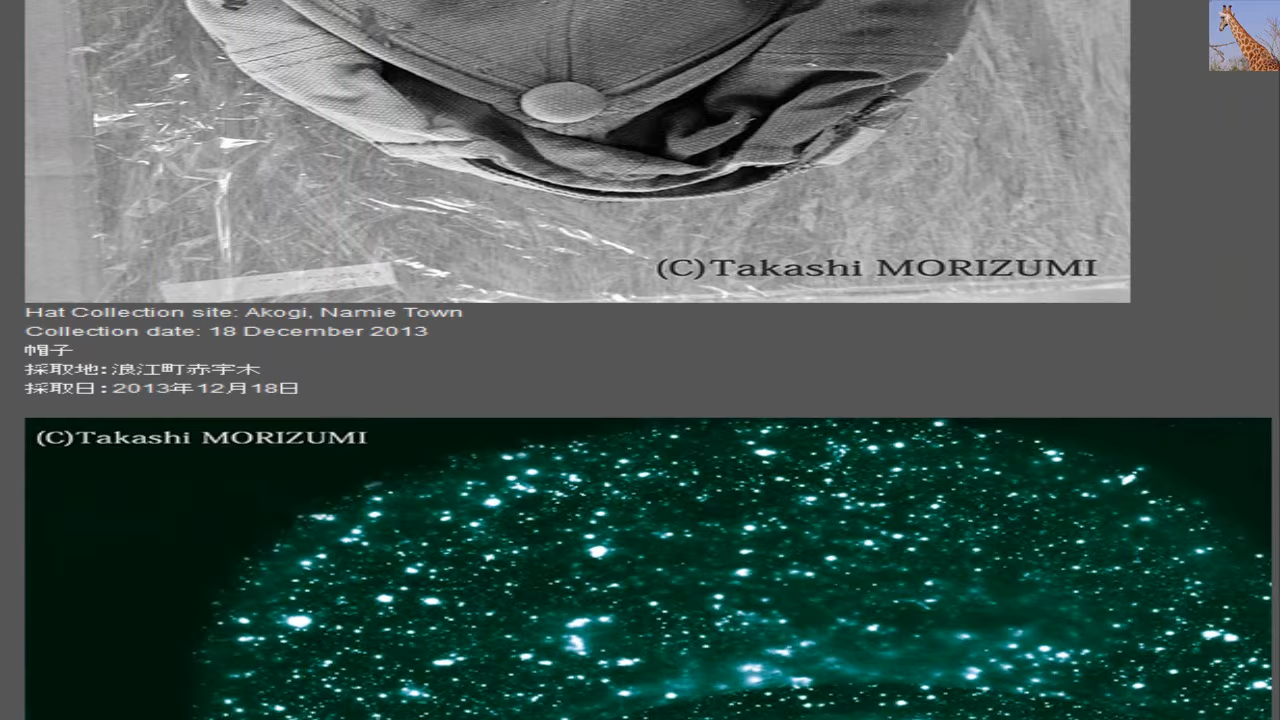 (C)Takashi MORIZUMI
Hat Collection site: Akogi, Namie Town
Collection date: 18 December 2013
帽子
採取地:浪江町赤宇木
採取日:2013年12月18日
(C)Takashi MORIZUMI